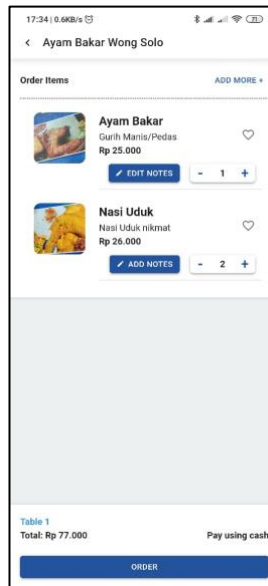 17:34 | 0.6KB/s
Ayam Bakar Wong Solo
Order Items
ADD MORE +
Ayam Bakar
Gurih Manis/Pedas
Rp 25.000
EDIT NOTES - 1 +
Nasi Uduk
Nasi Uduk nikmat
Rp 26.000
ADD NOTES - 2 +
Table 1
Total: Rp 77.000
Pay using cash
ORDER